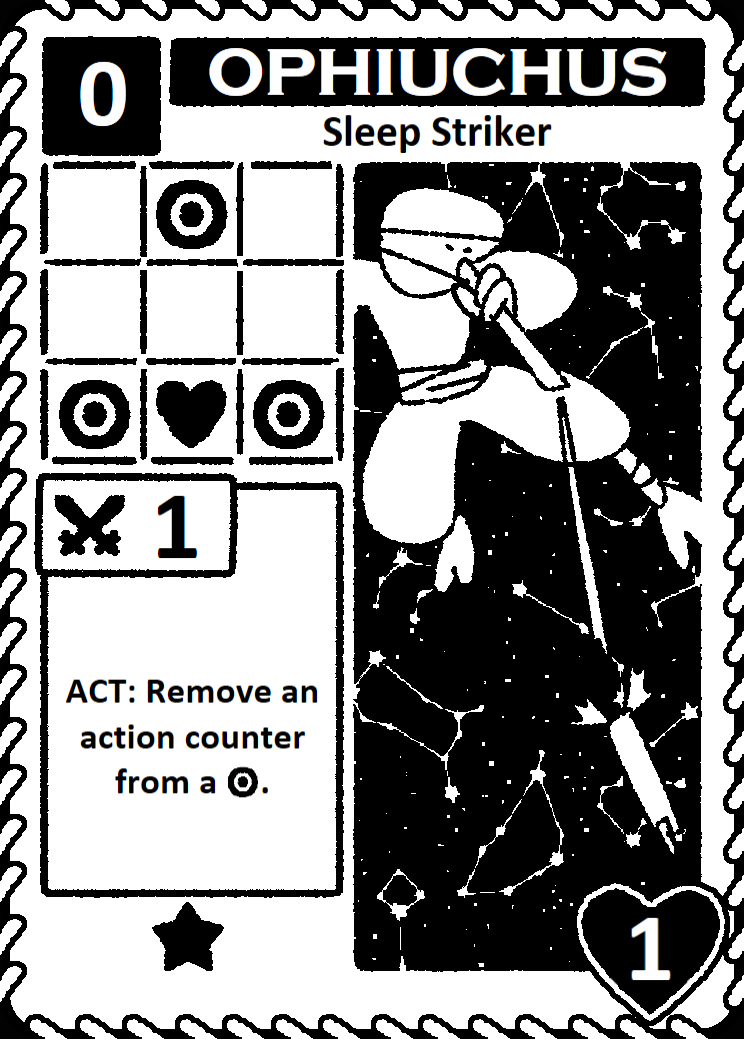 0
OPHIUCHUS
Sleep Striker
1
ACT: Remove an
action counter
from a .
1